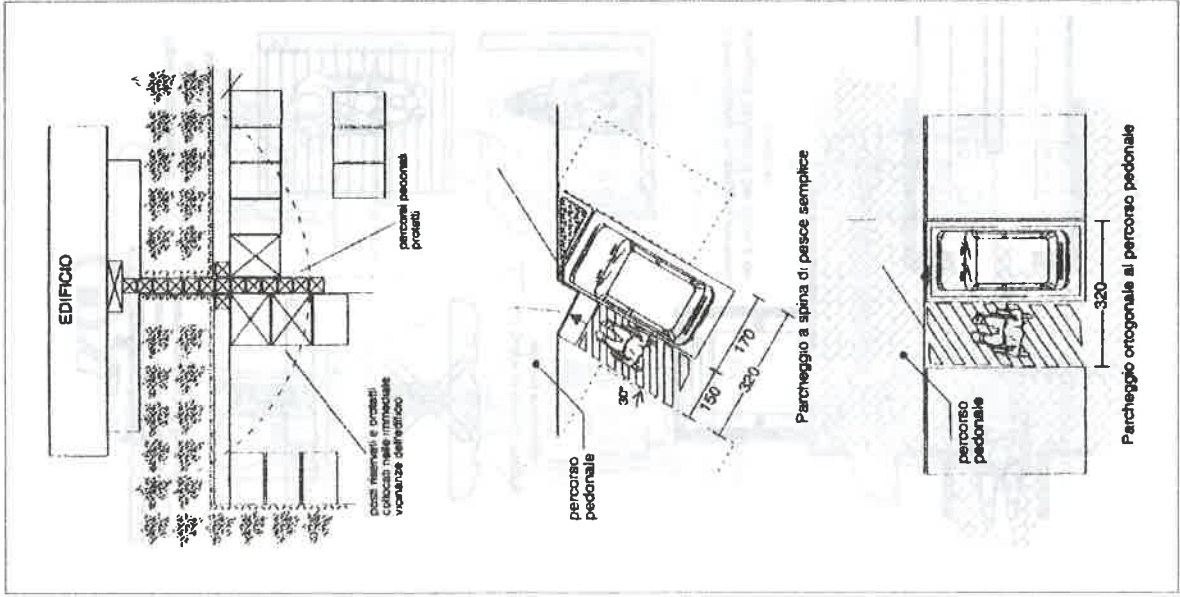 EDIFICIO
percorsi pedonali
protetti
posti riservati e protetti
collocati nelle immediate
vicinanze dell'edificio
percorso
pedonale
30°
150
170
320
Parcheggio a spina di pesce semplice
percorso
pedonale
320
Parcheggio ortogonale al percorso pedonale